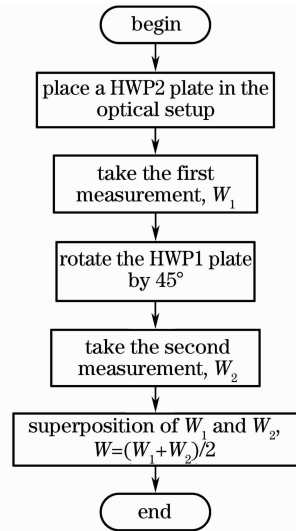 begin
place a HWP2 plate in the
optical setup
take the first
measurement, W₁
rotate the HWP1 plate
by 45°
take the second
measurement, W₂
superposition of W₁ and W₂,
W=(W₁+W₂)/2
end